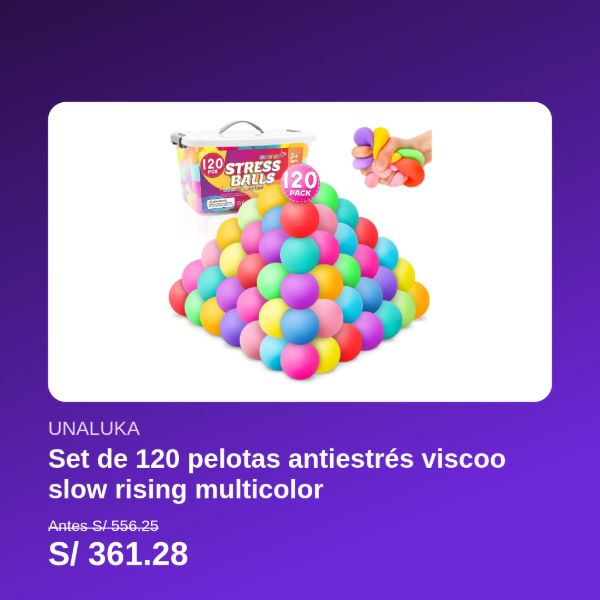 120
PCS
STRESS
BALLS
3+
120
PACK
UNALUKA
Set de 120 pelotas antiestrés viscoo
slow rising multicolor
Antes S/ 556.25
S/ 361.28